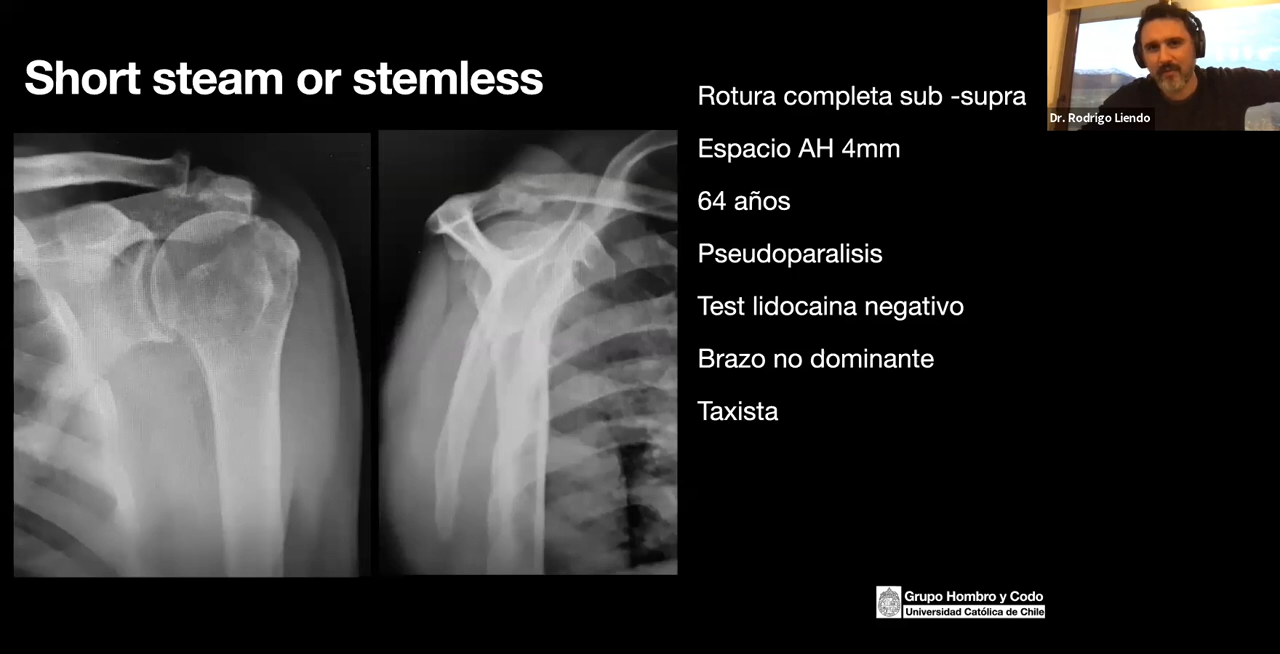 Short steam or stemless
Rotura completa sub -supra
Espacio AH 4mm
64 años
Pseudoparalisis
Test lidocaina negativo
Brazo no dominante
Taxista
Dr. Rodrigo Liendo
Grupo Hombro y Codo
Universidad Católica de Chile